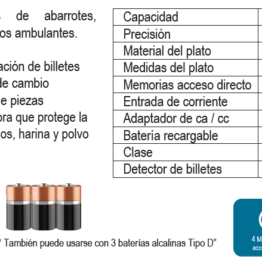 de abarrotes,
os ambulantes.
ación de billetes
de cambio
e piezas
ora que protege la
os, harina y polvo
Capacidad
Precisión
Material del plato
Medidas del plato
Memorias acceso directo
Entrada de corriente
Adaptador de ca / cc
Batería recargable
Clase
Detector de billetes
" También puede usarse con 3 baterías alcalinas Tipo D"
4 M
acc